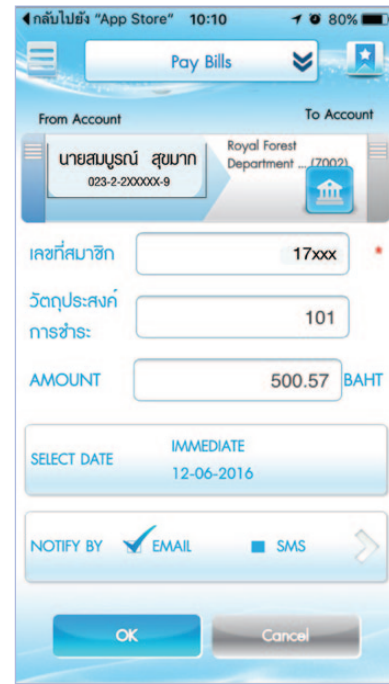 กลับไปยัง “App Store” 10:10 80%
Pay Bills
From Account To Account
นายสมบูรณ์ สุขมาก
023-2-2XXXXX-9
Royal Forest
Department ... (7002)
เลขที่สมาชิก 17xxx *
วัตถุประสงค์
การชำระ 101
AMOUNT 500.57 BAHT
SELECT DATE IMMEDIATE
12-06-2016
NOTIFY BY EMAIL SMS
OK Cancel